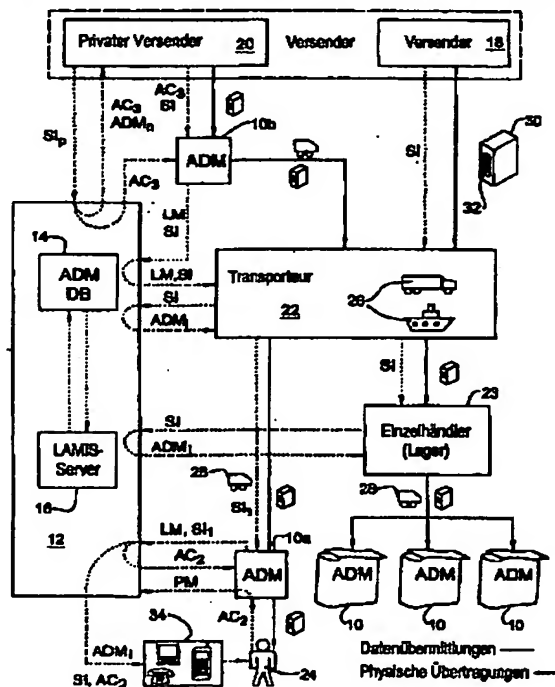 Privater Versender 20
Versender
Versender 18
AC3
SI
AC3
ADMn
SIp
AC3
10b
ADM
SI
30
32
LM
SI
14
ADM
DB
LM, SI
SI
ADMi
Transporteur
22
26
SI
23
SI
ADMi
Einzelhändler
(Lager)
LAMIS-
Server
16
12
28
SI1
28
LM, SI1
AC2
PM
10a
ADM
ADM
ADM
ADM
10
10
10
34
AC2
ADMi
SI, AC2
24
Datenübermittlungen
Physische Übertragungen